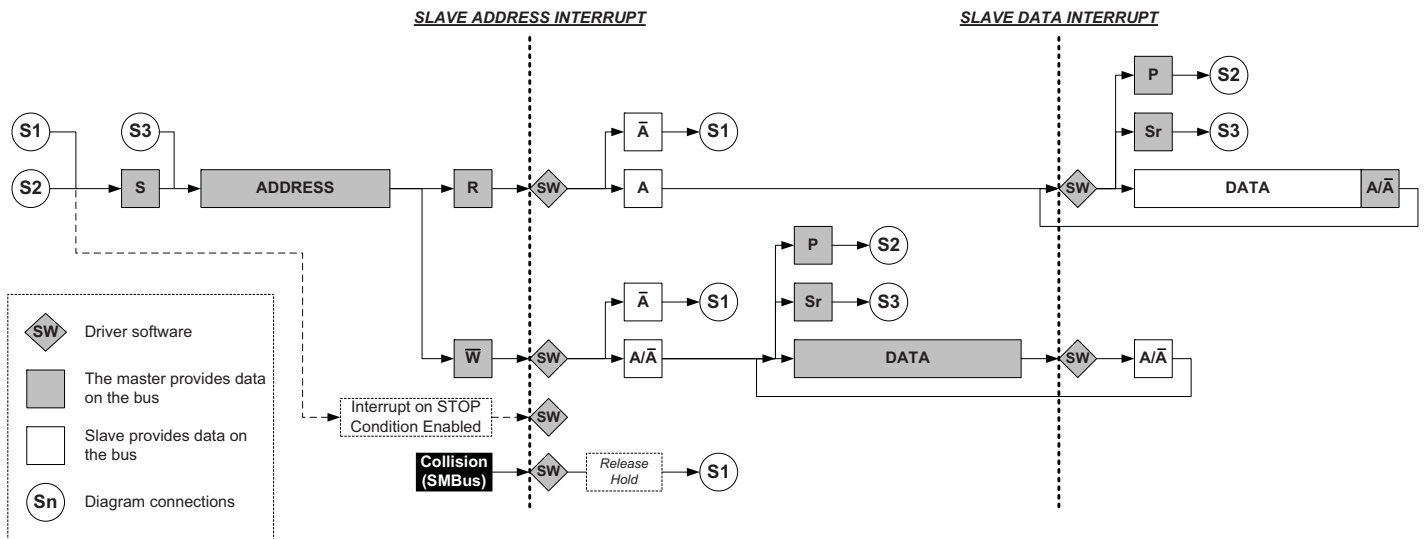 SLAVE ADDRESS INTERRUPT
SLAVE DATA INTERRUPT
P
S2
S1
S3
A̅
S1
Sr
S3
S2
S
ADDRESS
R
SW
A
SW
DATA
A/A̅
P
S2
A̅
S1
Sr
S3
W̅
SW
A/A̅
DATA
SW
A/A̅
Interrupt on STOP
Condition Enabled
SW
Collision
(SMBus)
SW
Release
Hold
S1
SW
Driver software
The master provides data
on the bus
Slave provides data on
the bus
Sn
Diagram connections